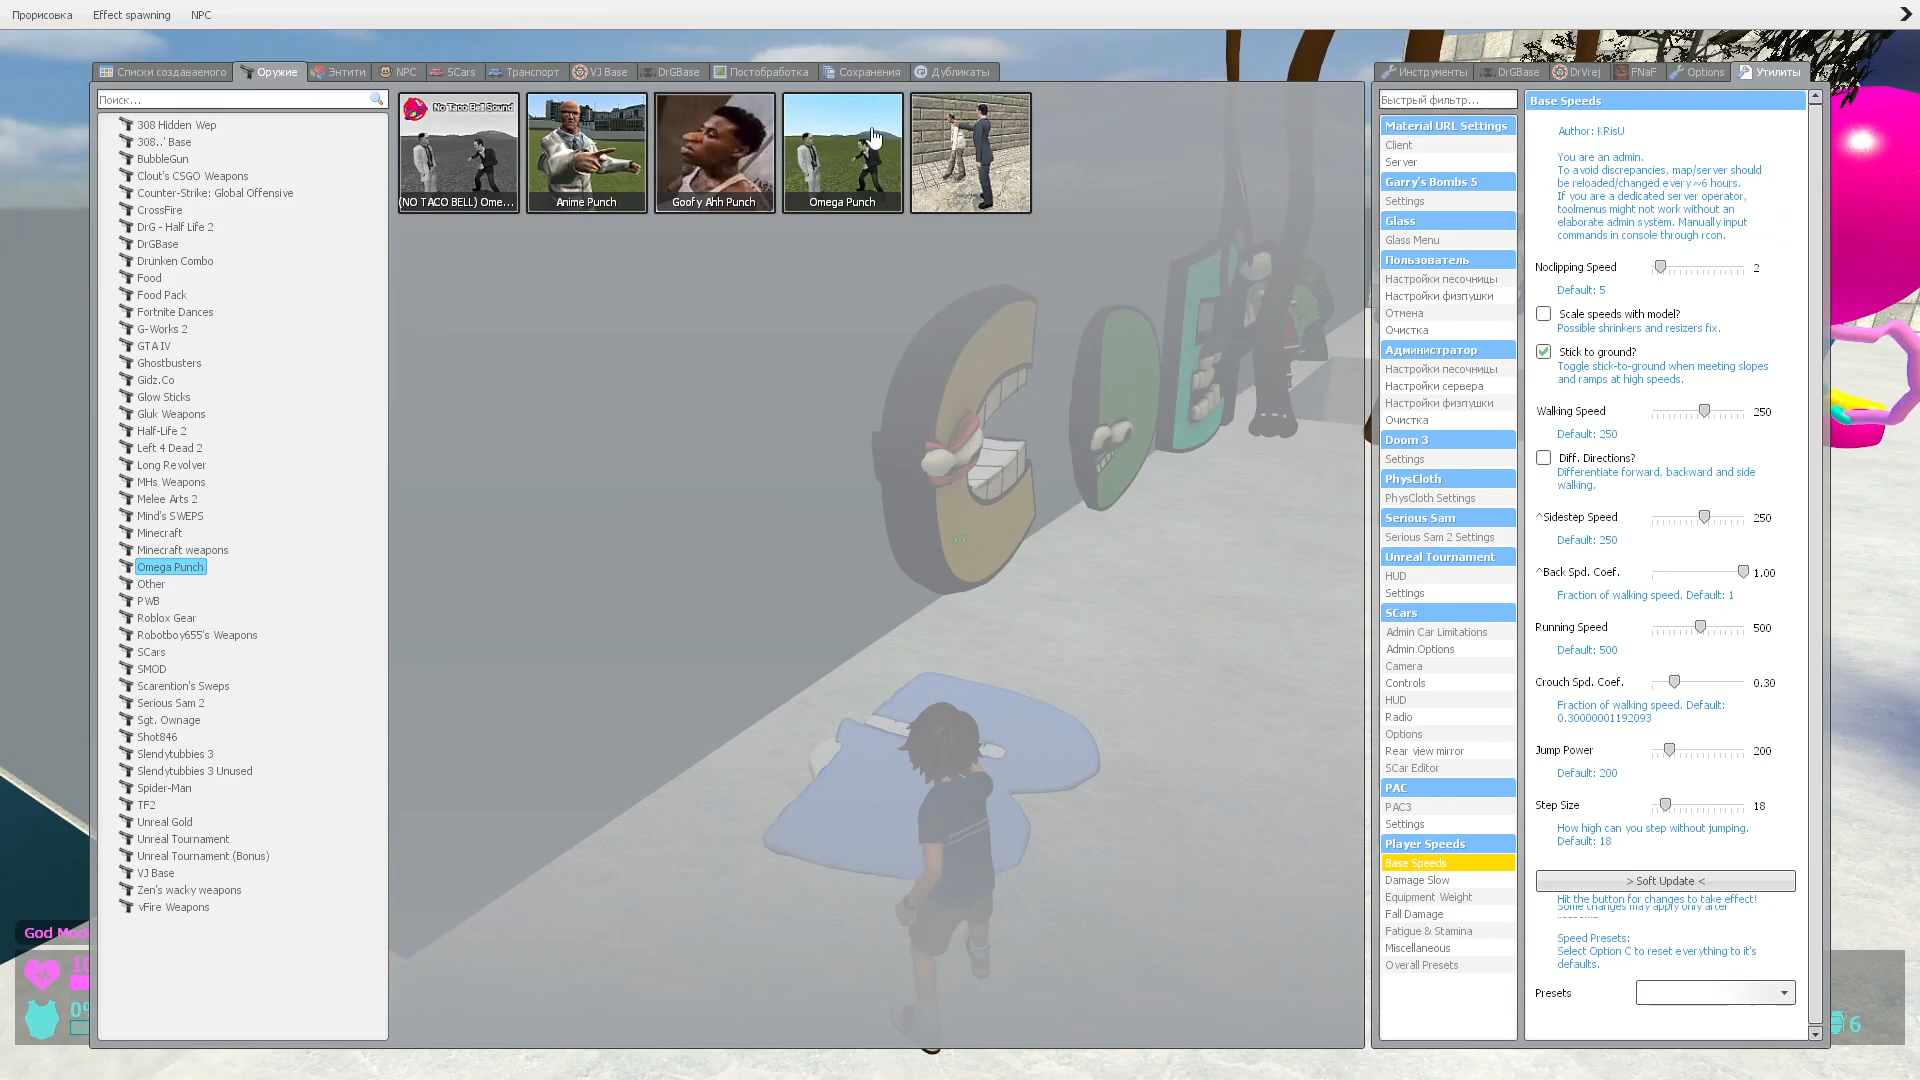 Прорисовка
Effect spawning
NPC
Списки создаваемого
Оружие
Энтити
NPC
SCars
Транспорт
VJ Base
DrGBase
Постобработка
Сохранения
Дубликаты
Инструменты
DrGBase
DrVrej
FNaF
Options
Утилиты
Поиск...
308 Hidden Wep
308..' Base
BubbleGun
Clout's CSGO Weapons
Counter-Strike: Global Offensive
CrossFire
DrG - Half Life 2
DrGBase
Drunken Combo
Food
Food Pack
Fortnite Dances
G-Works 2
GTA IV
Ghostbusters
Gidz.Co
Glow Sticks
Gluk Weapons
Half-Life 2
Left 4 Dead 2
Long Revolver
MHs Weapons
Melee Arts 2
Mind's SWEPS
Minecraft
Minecraft weapons
Omega Punch
Other
PWB
Roblox Gear
Robotboy655's Weapons
SCars
SMOD
Scarention's Sweps
Serious Sam 2
Sgt. Ownage
Shot846
Slendytubbies 3
Slendytubbies 3 Unused
Spider-Man
TF2
Unreal Gold
Unreal Tournament
Unreal Tournament (Bonus)
VJ Base
Zen's wacky weapons
vFire Weapons
No Taco Bell Sound
(NO TACO BELL) Ome...
Anime Punch
Goofy Ahh Punch
Omega Punch
Быстрый фильтр...
Material URL Settings
Client
Server
Garry's Bombs 5
Settings
Glass
Glass Menu
Пользователь
Настройки песочницы
Настройки физпушки
Отмена
Очистка
Администратор
Настройки песочницы
Настройки сервера
Настройки физпушки
Очистка
Doom 3
Settings
PhysCloth
PhysCloth Settings
Serious Sam
Serious Sam 2 Settings
Unreal Tournament
HUD
Settings
SCars
Admin Car Limitations
Admin Options
Camera
Controls
HUD
Radio
Options
Rear view mirror
SCar Editor
PAC
PAC3
Settings
Player Speeds
Base Speeds
Damage Slow
Equipment Weight
Fall Damage
Fatigue & Stamina
Miscellaneous
Overall Presets
Base Speeds
Author: KRisU
You are an admin.
To avoid discrepancies, map/server should
be reloaded/changed every ~6 hours.
If you are a dedicated server operator,
toolmenus might not work without an
elaborate admin system. Manually input
commands in console through rcon.
Noclipping Speed 2
Default: 5
Scale speeds with model?
Possible shrinkers and resizers fix.
Stick to ground?
Toggle stick-to-ground when meeting slopes
and ramps at high speeds.
Walking Speed 250
Default: 250
Diff. Directions?
Differentiate forward, backward and side
walking.
^Sidestep Speed 250
Default: 250
^Back Spd. Coef. 1.00
Fraction of walking speed. Default: 1
Running Speed 500
Default: 500
Crouch Spd. Coef. 0.30
Fraction of walking speed. Default:
0.30000001192093
Jump Power 200
Default: 200
Step Size 18
How high can you step without jumping.
Default: 18
> Soft Update <
Hit the button for changes to take effect!
Some changes may apply only after
Speed Presets:
Select Option C to reset everything to it's
defaults.
Presets
God Mod
10
0%
6